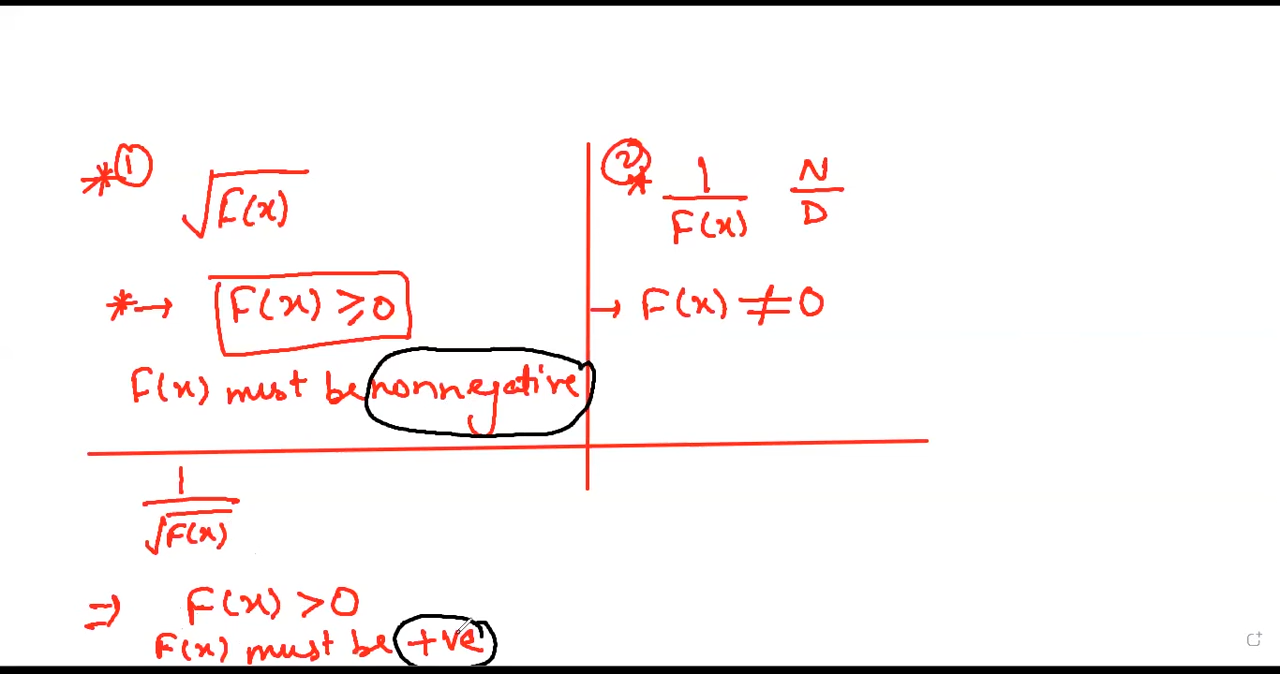 * ①
√F(x)
*→ F(x) ≥ 0
F(x) must be nonnegative
②
* 1/F(x) N/D
→ F(x) ≠ 0
1/√F(x)
⇒ F(x) > 0
F(x) must be +ve